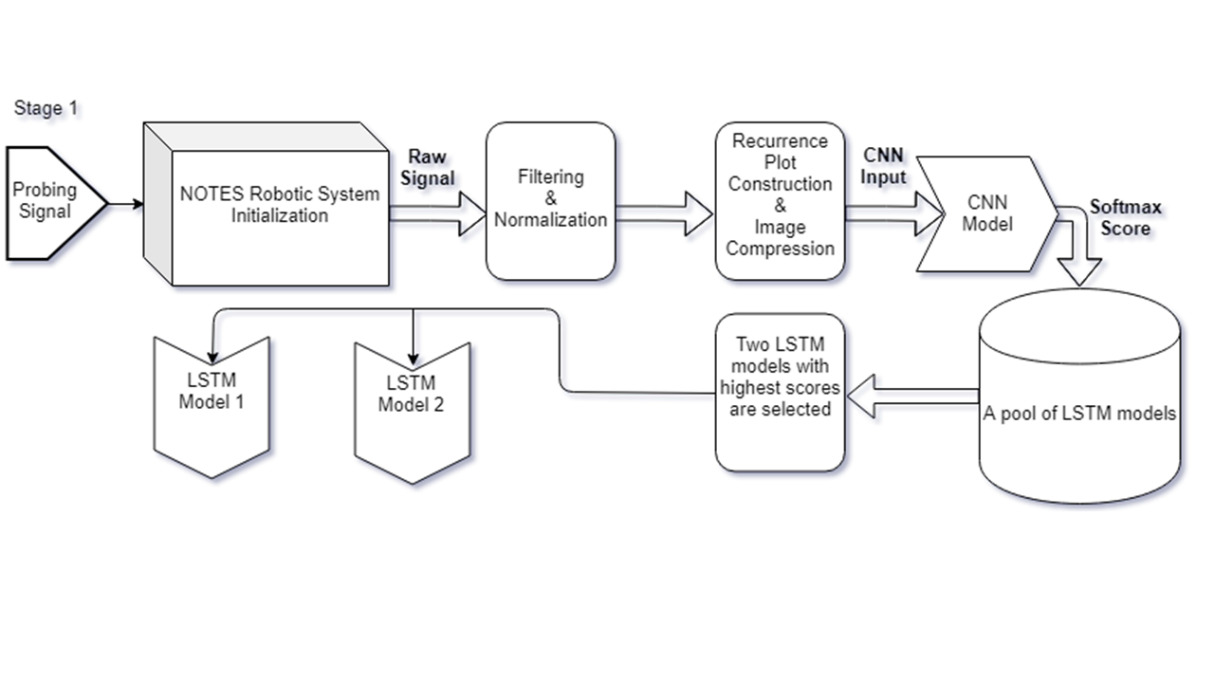 Stage 1
Probing
Signal
NOTES Robotic System
Initialization
Raw
Signal
Filtering
&
Normalization
Recurrence
Plot
Construction
&
Image
Compression
CNN
Input
CNN
Model
Softmax
Score
A pool of LSTM models
Two LSTM
models with
highest scores
are selected
LSTM
Model 1
LSTM
Model 2